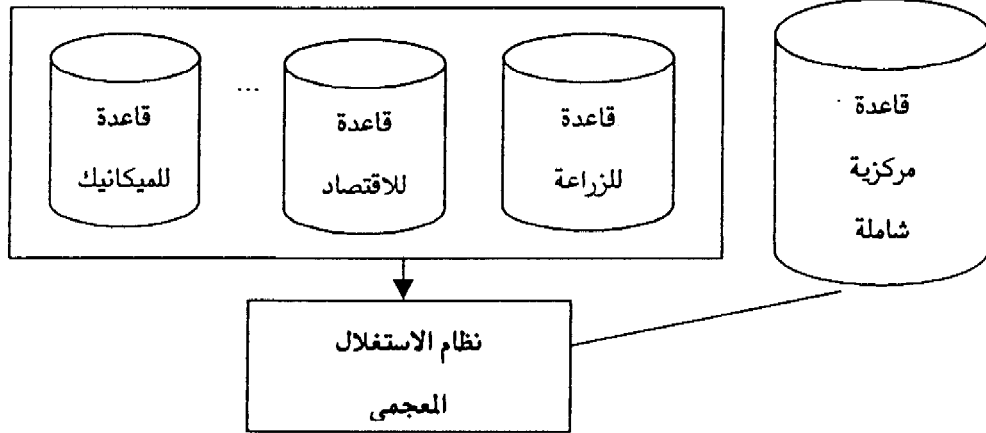 قاعدة
مركزية
شاملة
قاعدة
للزراعة
قاعدة
للاقتصاد
...
قاعدة
للميكانيك
نظام الاستغلال
المعجمي